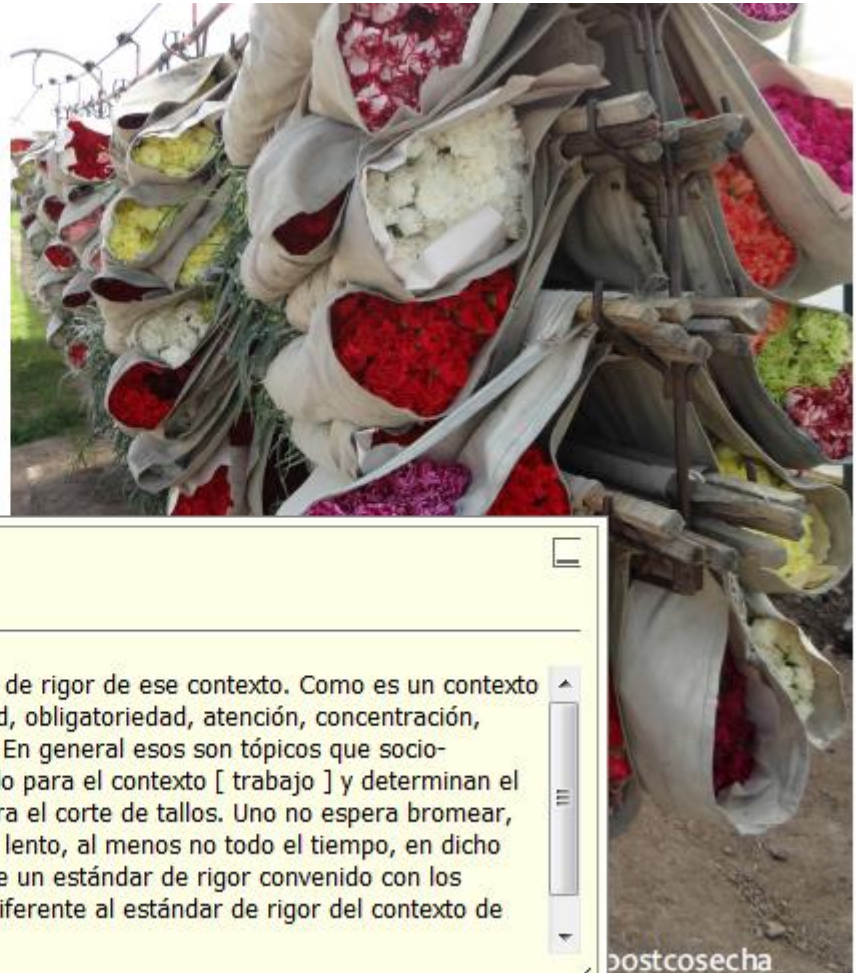 de rigor de ese contexto. Como es un contexto
obligatoriedad, atención, concentración,
En general esos son tópicos que socio-
para el contexto [ trabajo ] y determinan el
el corte de tallos. Uno no espera bromear,
lento, al menos no todo el tiempo, en dicho
un estándar de rigor convenido con los
al estándar de rigor del contexto de
postcosecha